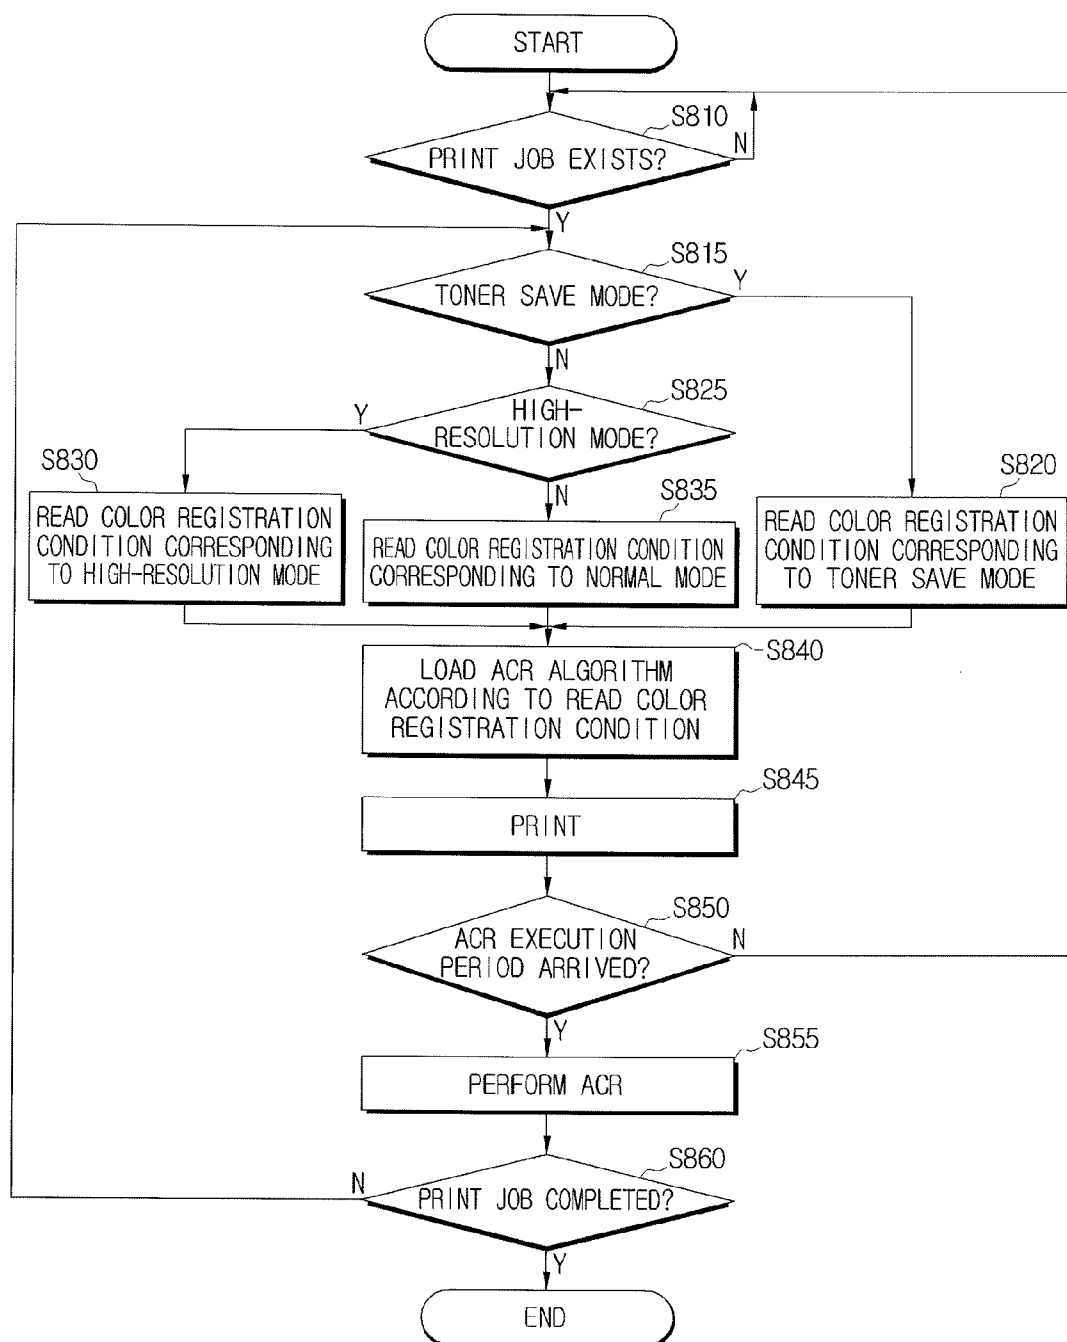 START
S810
PRINT JOB EXISTS?
N
Y
S815
TONER SAVE MODE?
Y
N
S825
HIGH-
RESOLUTION MODE?
Y
N
S830
READ COLOR REGISTRATION
CONDITION CORRESPONDING
TO HIGH-RESOLUTION MODE
S835
READ COLOR REGISTRATION CONDITION
CORRESPONDING TO NORMAL MODE
S820
READ COLOR REGISTRATION
CONDITION CORRESPONDING
TO TONER SAVE MODE
S840
LOAD ACR ALGORITHM
ACCORDING TO READ COLOR
REGISTRATION CONDITION
S845
PRINT
S850
ACR EXECUTION
PERIOD ARRIVED?
N
Y
S855
PERFORM ACR
S860
PRINT JOB COMPLETED?
N
Y
END